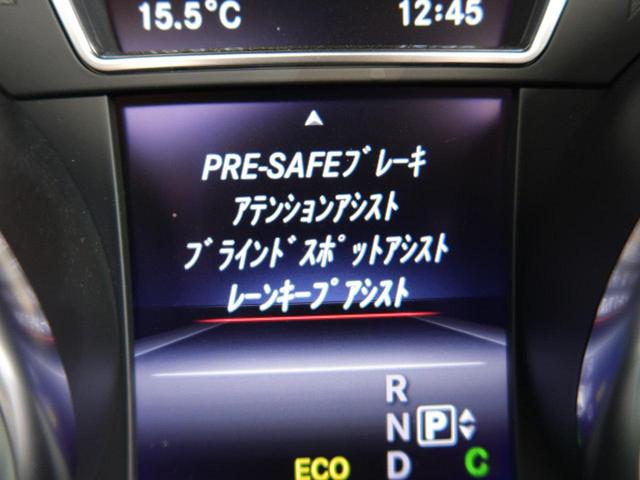 15.5℃ 12:45
PRE-SAFEブレーキ
アテンションアシスト
ブラインドスポットアシスト
レーンキープアシスト
R
N P
ECO D C